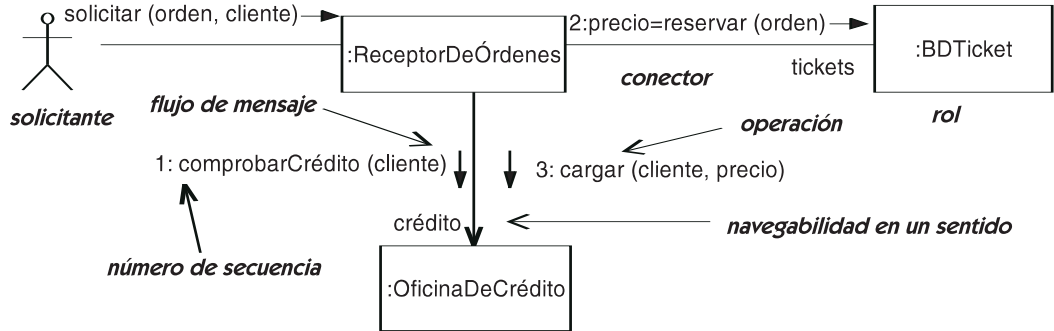 solicitar (orden, cliente)
2:precio=reservar (orden)
:ReceptorDeÓrdenes
:BDTicket
tickets
conector
solicitante
flujo de mensaje
operación
rol
1: comprobarCrédito (cliente)
3: cargar (cliente, precio)
crédito
navegabilidad en un sentido
número de secuencia
:OficinaDeCrédito